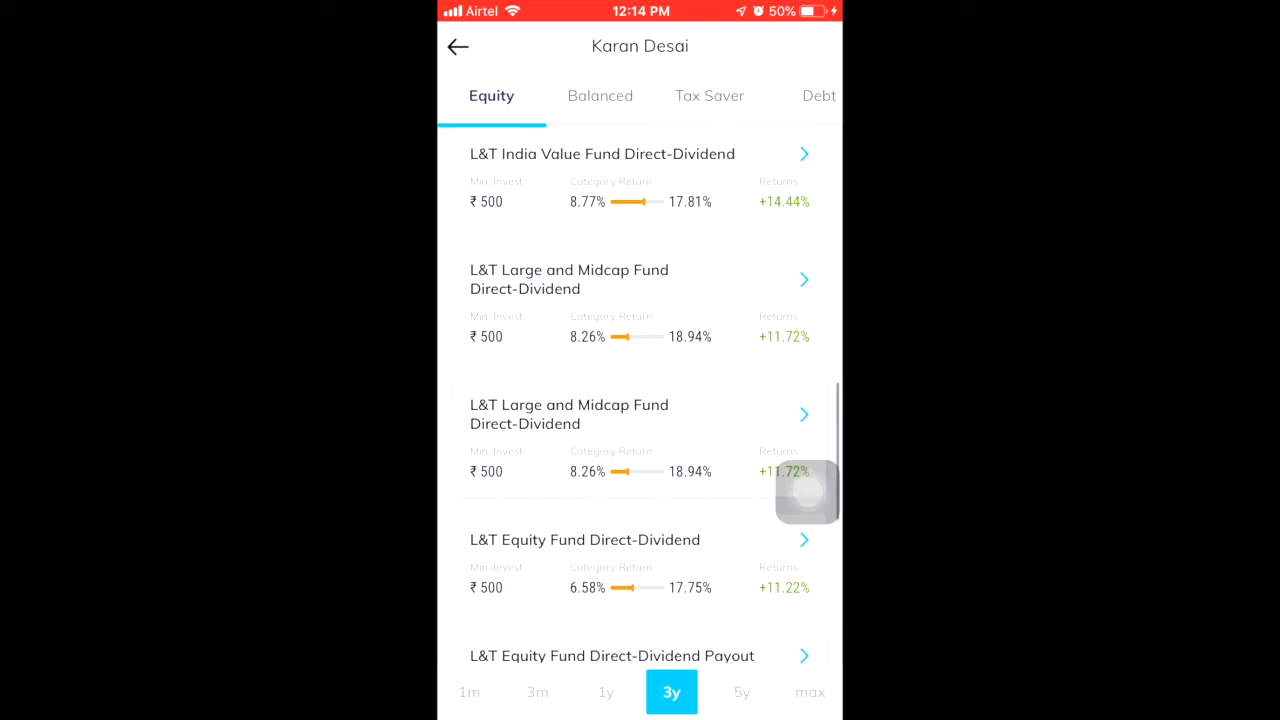 Airtel 12:14 PM 50%
Karan Desai
Equity Balanced Tax Saver Debt
L&T India Value Fund Direct-Dividend
Min. Invest Category Return Returns
₹ 500 8.77% 17.81% +14.44%
L&T Large and Midcap Fund
Direct-Dividend
Min. Invest Category Return Returns
₹ 500 8.26% 18.94% +11.72%
L&T Large and Midcap Fund
Direct-Dividend
Min. Invest Category Return Returns
₹ 500 8.26% 18.94% +11.72%
L&T Equity Fund Direct-Dividend
Min. Invest Category Return Returns
₹ 500 6.58% 17.75% +11.22%
L&T Equity Fund Direct-Dividend Payout
1m 3m 1y 3y 5y max